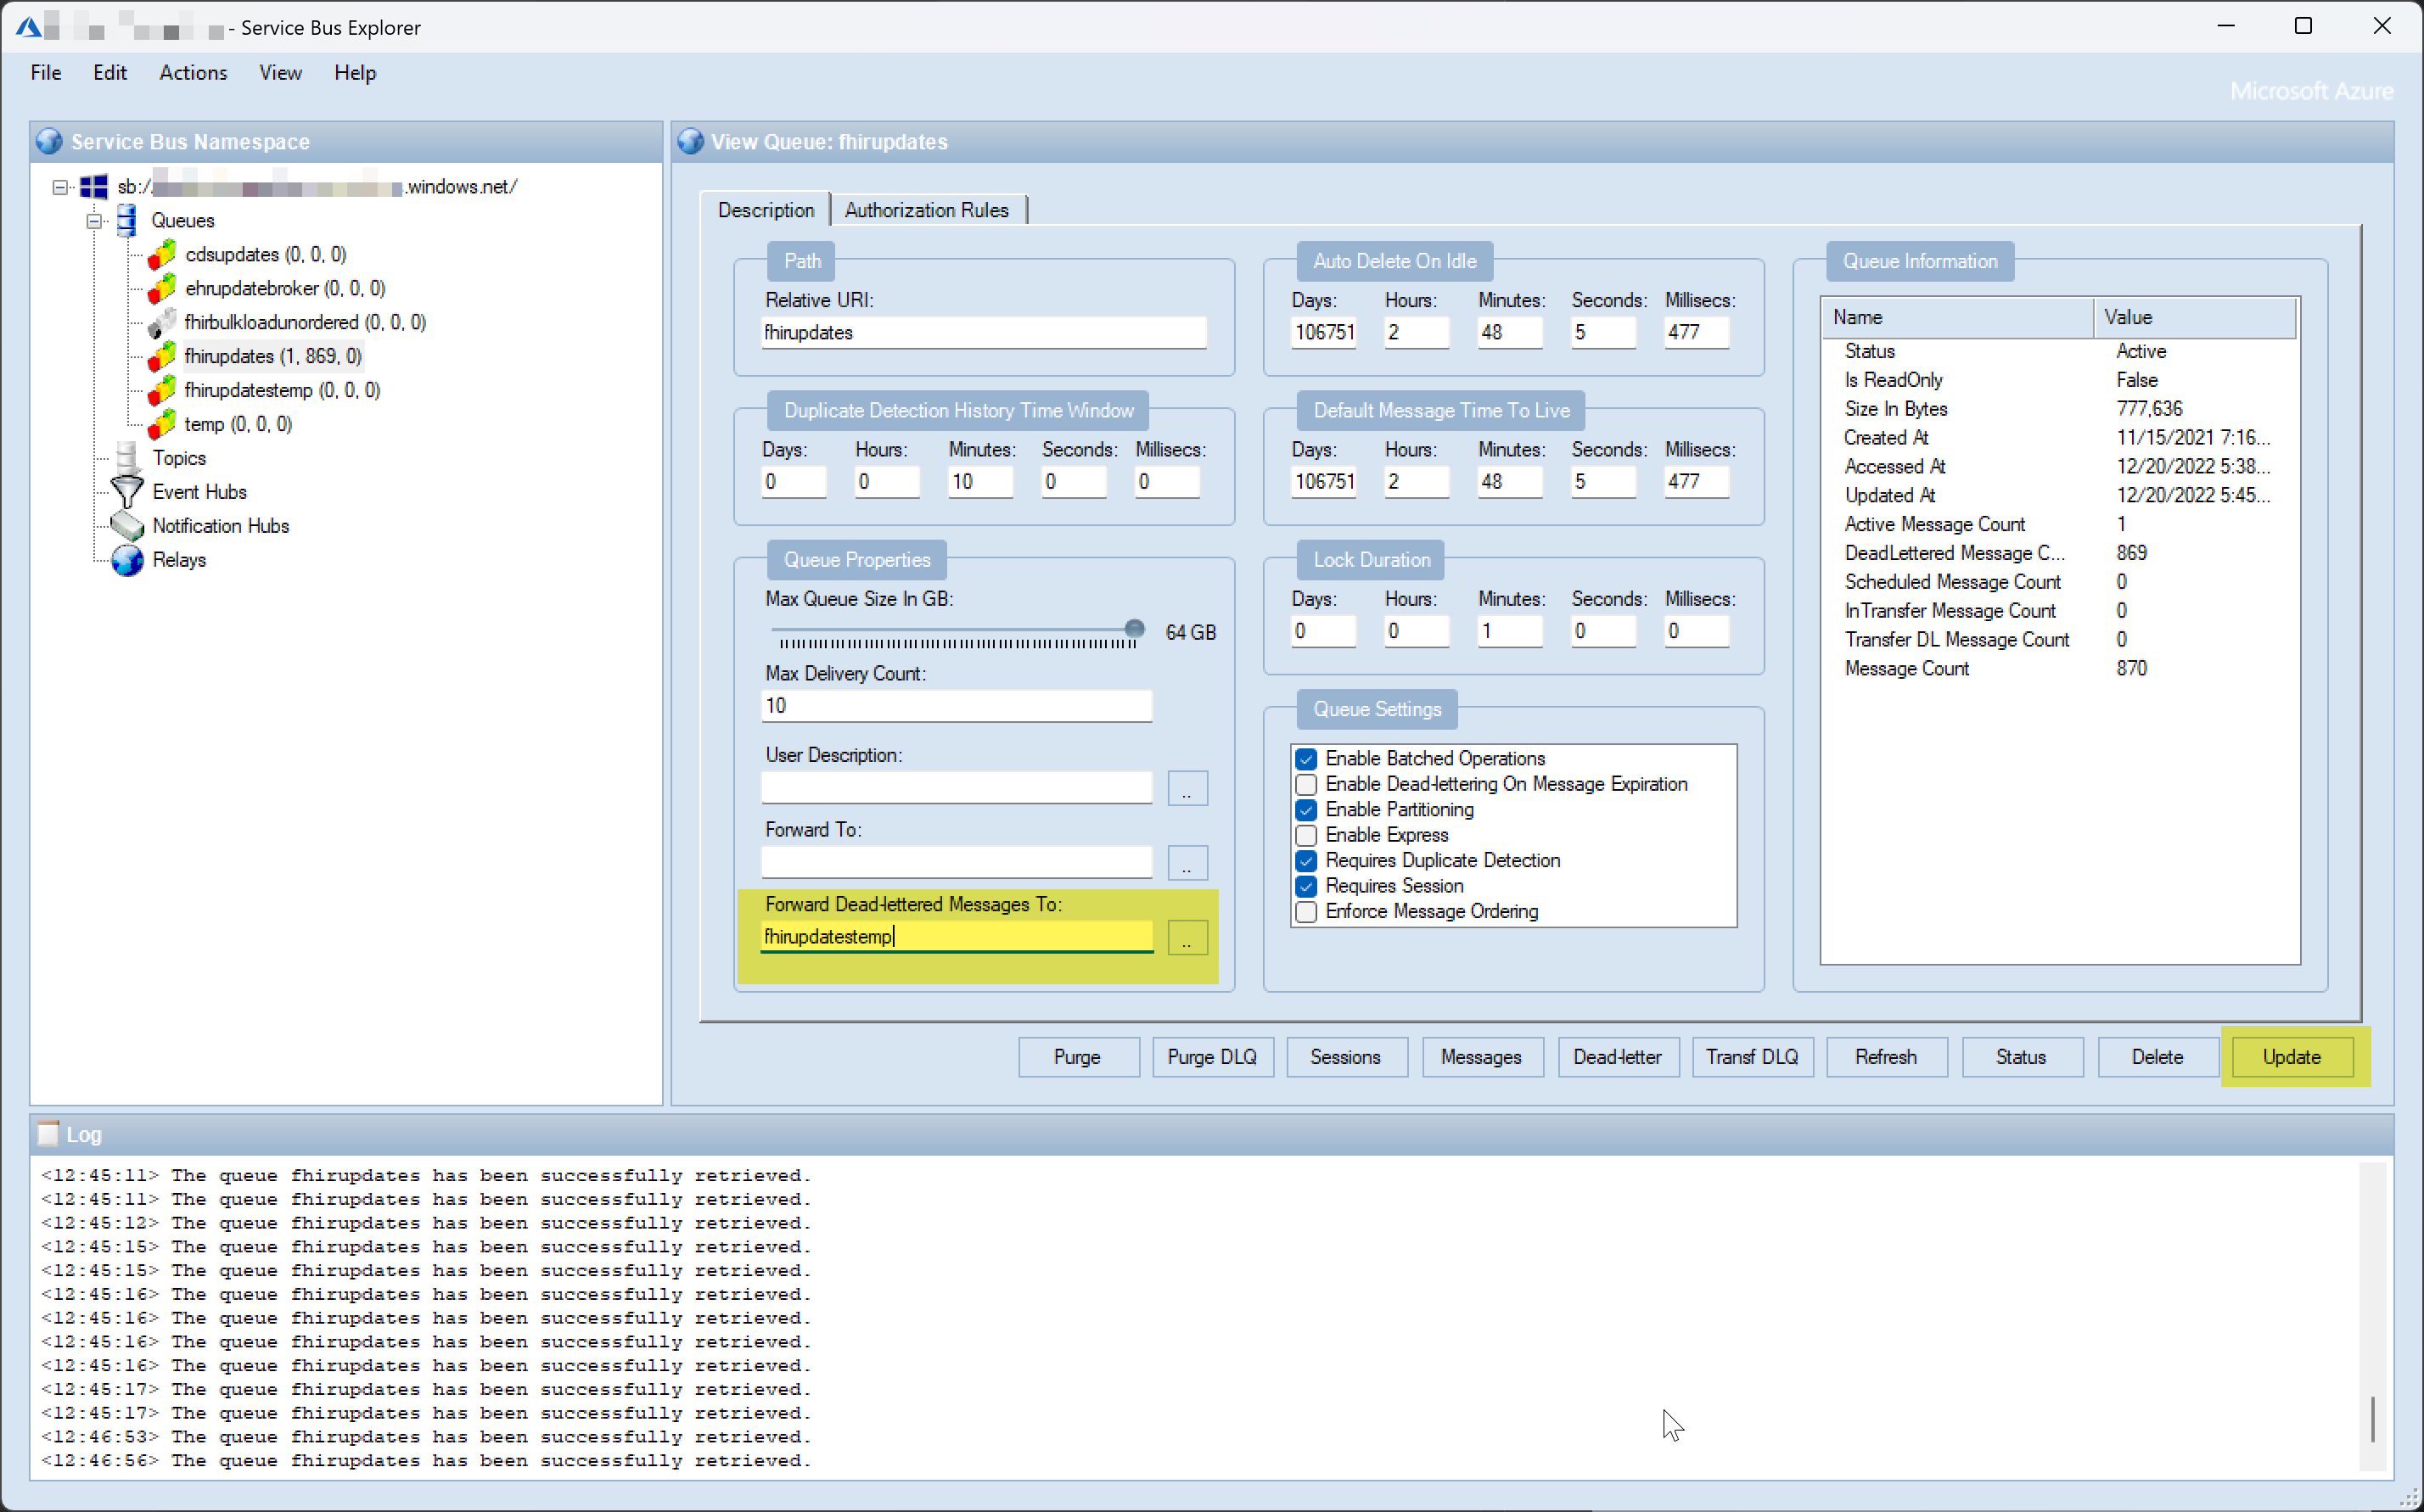 - Service Bus Explorer
File Edit Actions View Help
Microsoft Azure
Service Bus Namespace
sb:/ .windows.net/
Queues
cdsupdates (0, 0, 0)
ehrupdatebroker (0, 0, 0)
fhirbulkloadunordered (0, 0, 0)
fhirupdates (1, 869, 0)
fhirupdatestemp (0, 0, 0)
temp (0, 0, 0)
Topics
Event Hubs
Notification Hubs
Relays
View Queue: fhirupdates
Description Authorization Rules
Path
Relative URI:
fhirupdates
Duplicate Detection History Time Window
Days: Hours: Minutes: Seconds: Millisecs:
0 0 10 0 0
Queue Properties
Max Queue Size In GB:
64 GB
Max Delivery Count:
10
User Description:
..
Forward To:
..
Forward Dead-lettered Messages To:
fhirupdatestemp ..
Auto Delete On Idle
Days: Hours: Minutes: Seconds: Millisecs:
106751 2 48 5 477
Default Message Time To Live
Days: Hours: Minutes: Seconds: Millisecs:
106751 2 48 5 477
Lock Duration
Days: Hours: Minutes: Seconds: Millisecs:
0 0 1 0 0
Queue Settings
Enable Batched Operations
Enable Dead-lettering On Message Expiration
Enable Partitioning
Enable Express
Requires Duplicate Detection
Requires Session
Enforce Message Ordering
Queue Information
Name Value
Status Active
Is ReadOnly False
Size In Bytes 777,636
Created At 11/15/2021 7:16...
Accessed At 12/20/2022 5:38...
Updated At 12/20/2022 5:45...
Active Message Count 1
DeadLettered Message C... 869
Scheduled Message Count 0
InTransfer Message Count 0
Transfer DL Message Count 0
Message Count 870
Purge Purge DLQ Sessions Messages Dead-letter Transf DLQ Refresh Status Delete Update
Log
<12:45:11> The queue fhirupdates has been successfully retrieved.
<12:45:11> The queue fhirupdates has been successfully retrieved.
<12:45:12> The queue fhirupdates has been successfully retrieved.
<12:45:15> The queue fhirupdates has been successfully retrieved.
<12:45:15> The queue fhirupdates has been successfully retrieved.
<12:45:16> The queue fhirupdates has been successfully retrieved.
<12:45:16> The queue fhirupdates has been successfully retrieved.
<12:45:16> The queue fhirupdates has been successfully retrieved.
<12:45:16> The queue fhirupdates has been successfully retrieved.
<12:45:17> The queue fhirupdates has been successfully retrieved.
<12:45:17> The queue fhirupdates has been successfully retrieved.
<12:46:53> The queue fhirupdates has been successfully retrieved.
<12:46:56> The queue fhirupdates has been successfully retrieved.